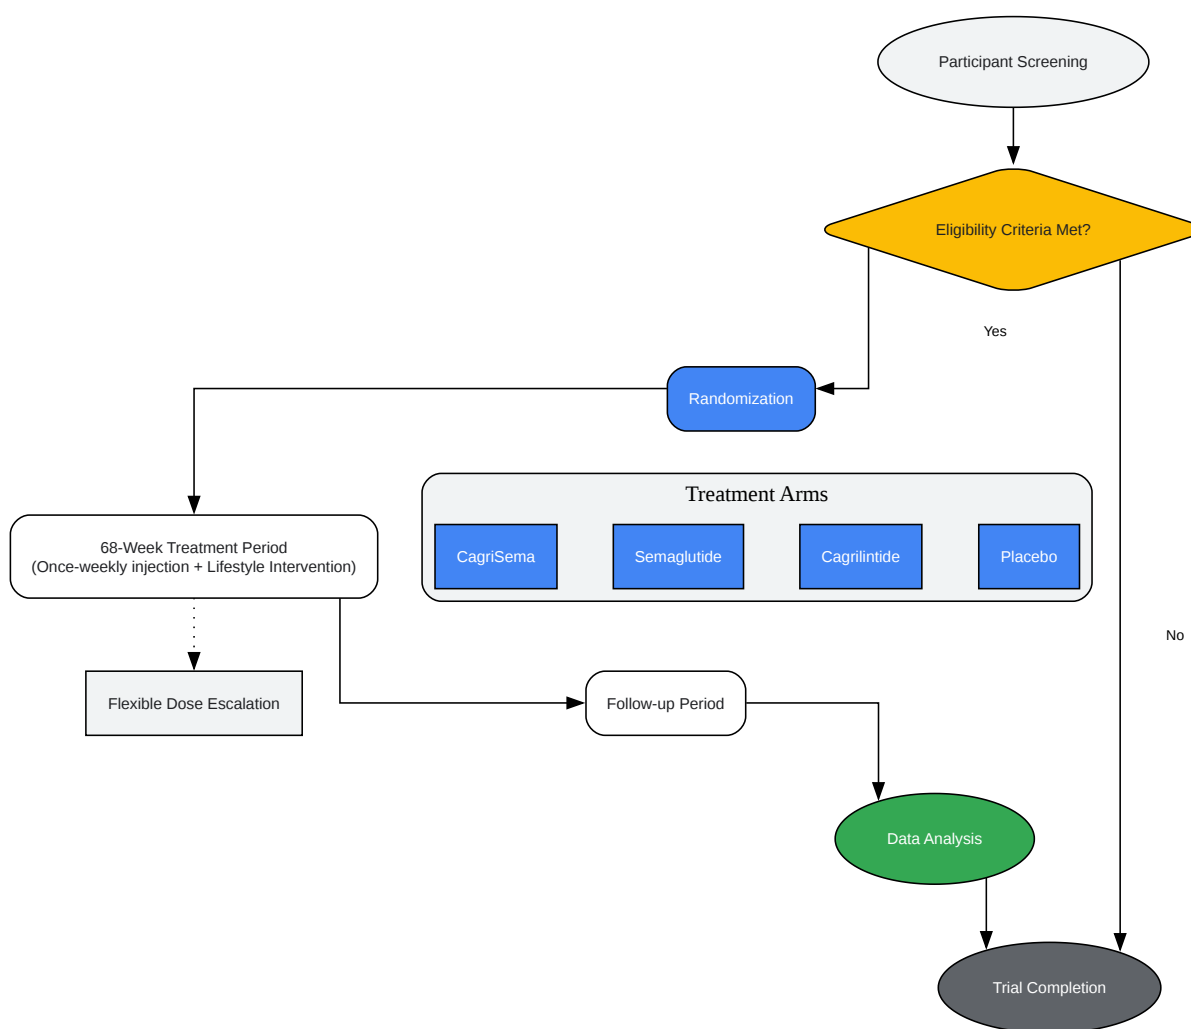 Participant Screening
Eligibility Criteria Met?
Yes
Randomization
Treatment Arms
CagriSema
Semaglutide
Cagrilintide
Placebo
68-Week Treatment Period
(Once-weekly injection + Lifestyle Intervention)
No
Flexible Dose Escalation
Follow-up Period
Data Analysis
Trial Completion